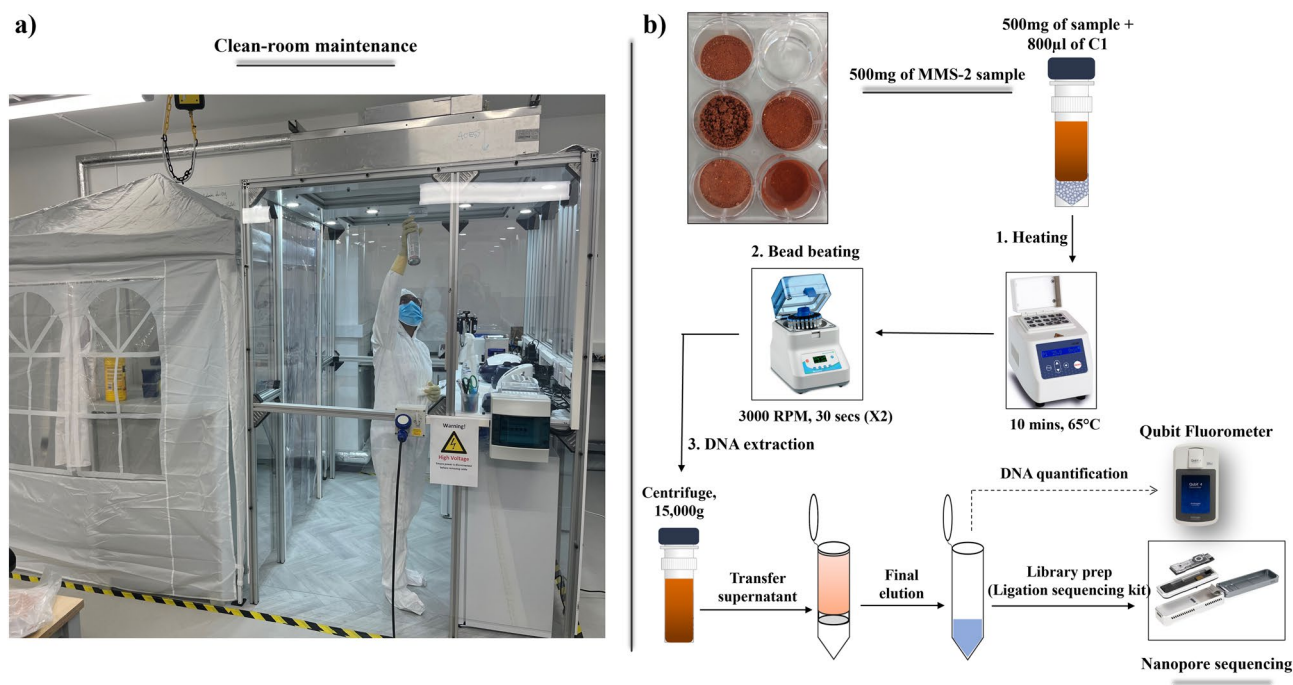 a)
Clean-room maintenance
Warning!
High Voltage
b)
500mg of MMS-2 sample
500mg of sample +
800µl of C1
1. Heating
2. Bead beating
3000 RPM, 30 secs (X2)
10 mins, 65°C
3. DNA extraction
Centrifuge,
15,000g
Transfer
supernatant
Final
elution
DNA quantification
Qubit Fluorometer
Library prep
(Ligation sequencing kit)
Nanopore sequencing